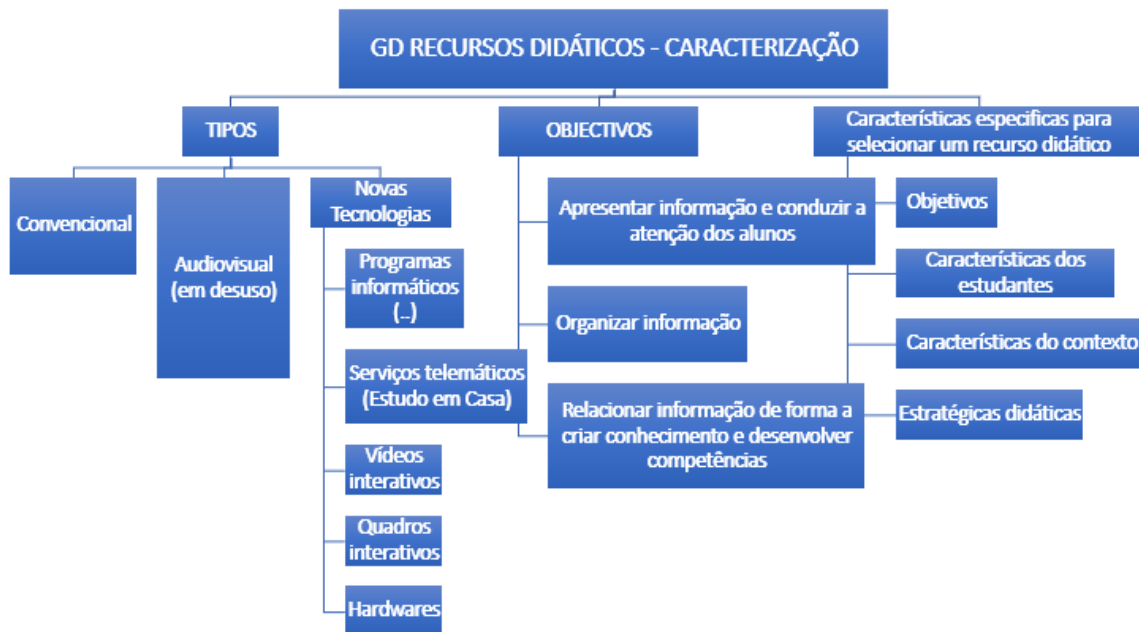 GD RECURSOS DIDÁTICOS - CARACTERIZAÇÃO
TIPOS
Convencional
Audiovisual
(em desuso)
Novas
Tecnologias
Programas
informáticos
(...)
Serviços telemáticos
(Estudo em Casa)
Vídeos
interativos
Quadros
interativos
Hardwares
OBJECTIVOS
Apresentar informação e conduzir a
atenção dos alunos
Organizar informação
Relacionar informação de forma a
criar conhecimento e desenvolver
competências
Características especificas para
selecionar um recurso didático
Objetivos
Características dos
estudantes
Características do contexto
Estratégicas didáticas